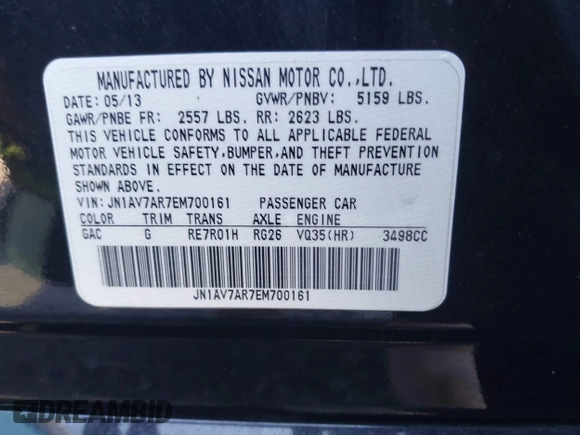 MANUFACTURED BY NISSAN MOTOR CO.,LTD.
DATE: 05/13 GVWR/PNBV: 5159 LBS.
GAWR/PNBE FR: 2557 LBS. RR: 2623 LBS.
THIS VEHICLE CONFORMS TO ALL APPLICABLE FEDERAL
MOTOR VEHICLE SAFETY,BUMPER,AND THEFT PREVENTION
STANDARDS IN EFFECT ON THE DATE OF MANUFACTURE
SHOWN ABOVE.
VIN: JN1AV7AR7EM700161 PASSENGER CAR
COLOR TRIM TRANS AXLE ENGINE
GAC G RE7R01H RG26 VQ35(HR) 3498CC
JN1AV7AR7EM700161
DREAMBID